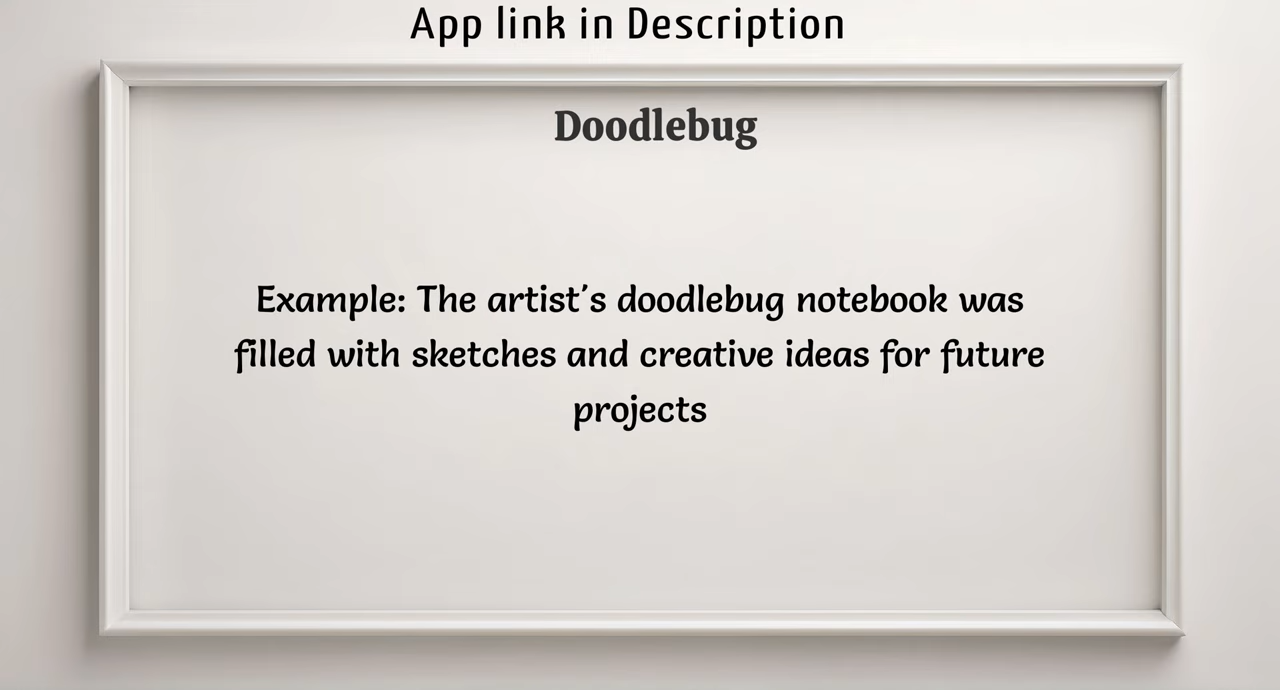 App link in Description
Doodlebug
Example: The artist's doodlebug notebook was
filled with sketches and creative ideas for future
projects